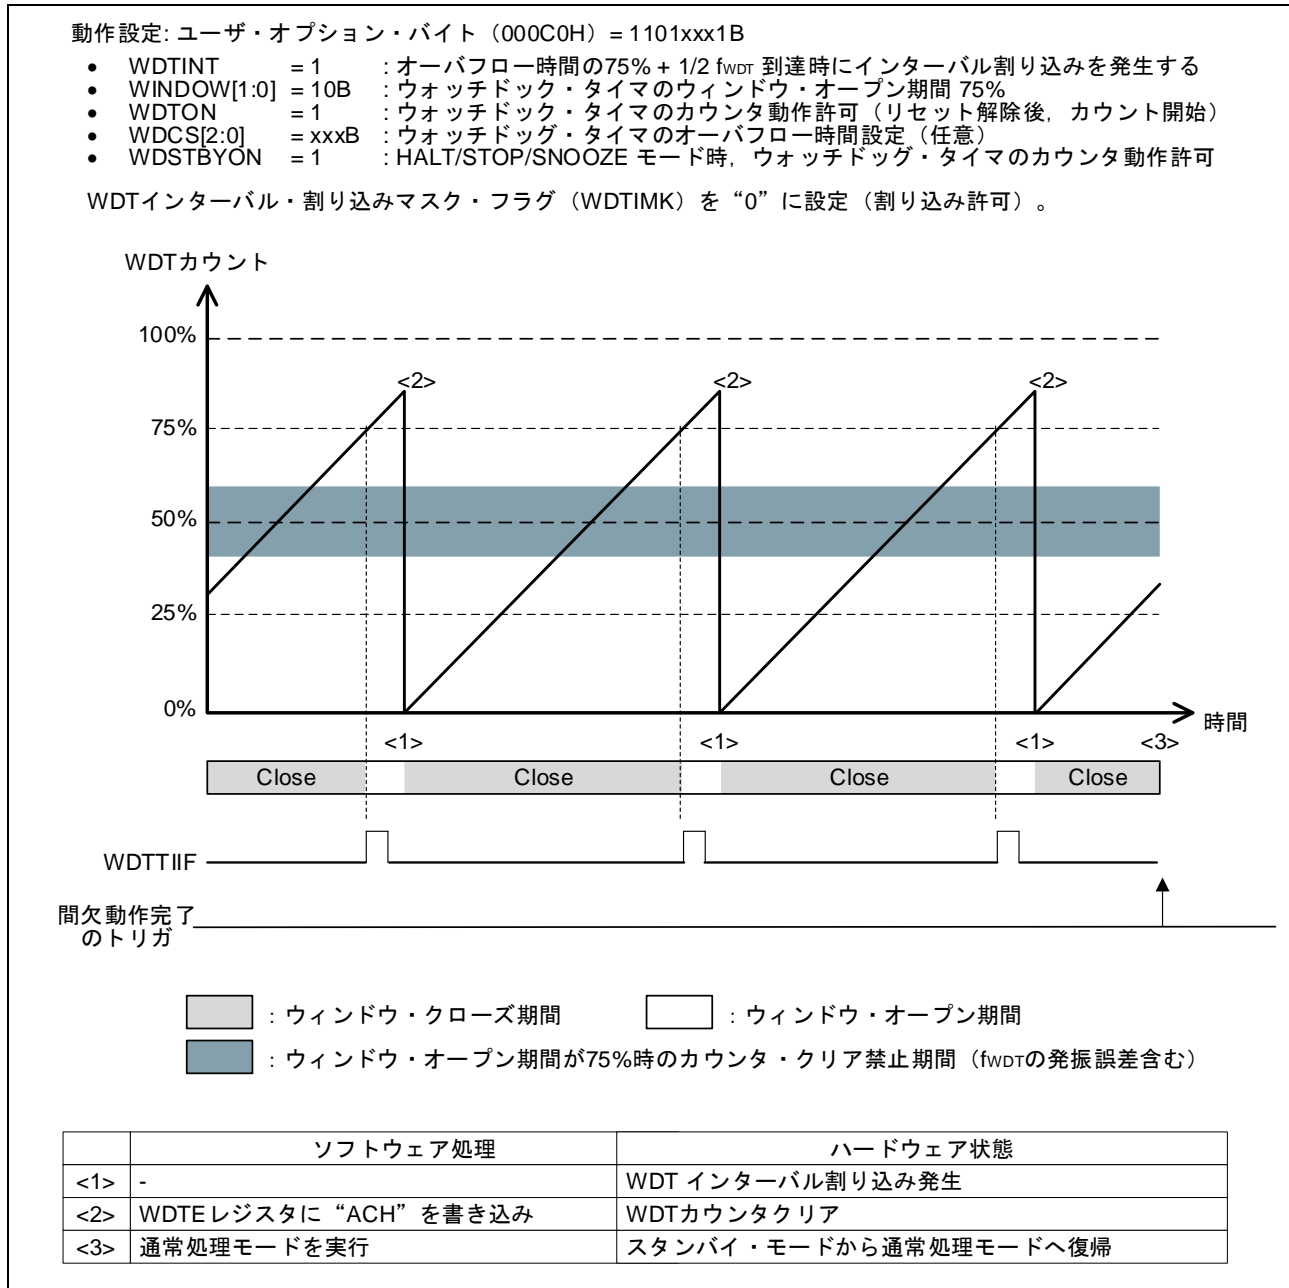 動作設定: ユーザ・オプション・バイト（000C0H）= 1101xxx1B
• WDTINT = 1 : オーバフロー時間の75% + 1/2 fWDT 到達時にインターバル割り込みを発生する
• WINDOW[1:0] = 10B : ウォッチドック・タイマのウィンドウ・オープン期間 75%
• WDTON = 1 : ウォッチドック・タイマのカウンタ動作許可（リセット解除後，カウント開始）
• WDCS[2:0] = xxxB : ウォッチドッグ・タイマのオーバフロー時間設定（任意）
• WDSTBYON = 1 : HALT/STOP/SNOOZE モード時，ウォッチドッグ・タイマのカウンタ動作許可
WDTインターバル・割り込みマスク・フラグ（WDTIMK）を“0”に設定（割り込み許可）。
WDTカウント
100%
<2> <2> <2>
75%
50%
25%
0%
時間
<1> <1> <1> <3>
Close Close Close Close
WDTTIIF
間欠動作完了
のトリガ
: ウィンドウ・クローズ期間 : ウィンドウ・オープン期間
: ウィンドウ・オープン期間が75%時のカウンタ・クリア禁止期間（fWDTの発振誤差含む）
ソフトウェア処理 ハードウェア状態
<1> - WDT インターバル割り込み発生
<2> WDTEレジスタに“ACH”を書き込み WDTカウンタクリア
<3> 通常処理モードを実行 スタンバイ・モードから通常処理モードへ復帰